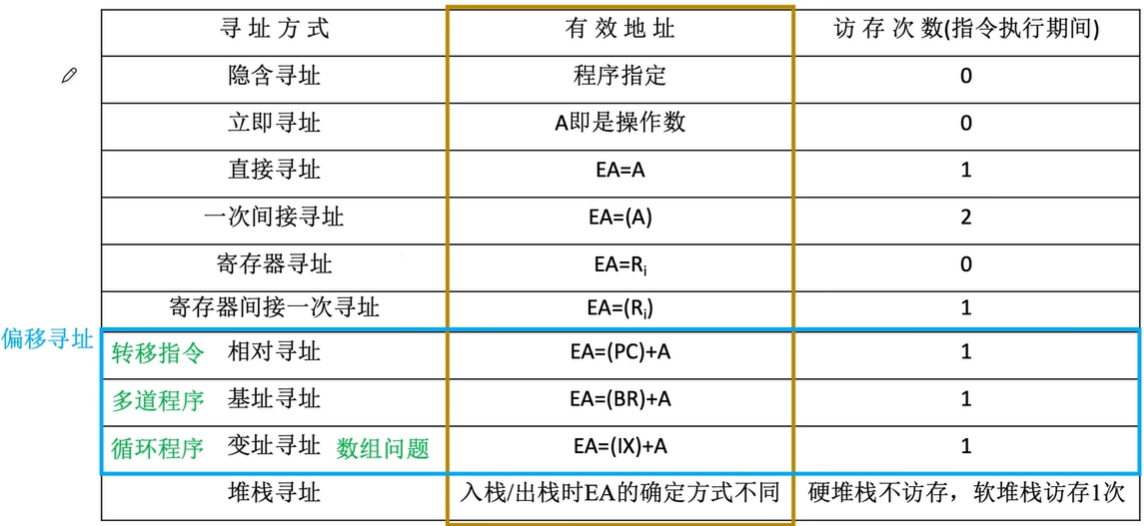 寻址方式 有效地址 访存次数(指令执行期间)
隐含寻址 程序指定 0
立即寻址 A即是操作数 0
直接寻址 EA=A 1
一次间接寻址 EA=(A) 2
寄存器寻址 EA=Ri 0
寄存器间接一次寻址 EA=(Ri) 1
偏移寻址
转移指令 相对寻址 EA=(PC)+A 1
多道程序 基址寻址 EA=(BR)+A 1
循环程序 变址寻址 数组问题 EA=(IX)+A 1
堆栈寻址 入栈/出栈时EA的确定方式不同 硬堆栈不访存，软堆栈访存1次